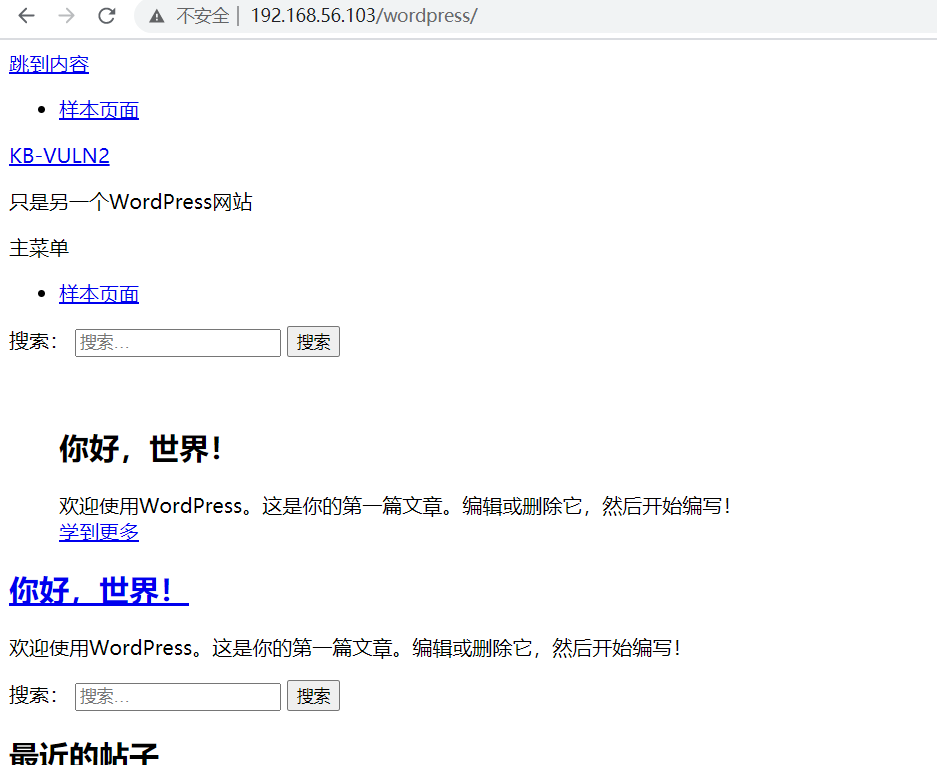 不安全 | 192.168.56.103/wordpress/
跳到内容
样本页面
KB-VULN2
只是另一个WordPress网站
主菜单
样本页面
搜索： 搜索… 搜索
你好，世界！
欢迎使用WordPress。这是你的第一篇文章。编辑或删除它，然后开始编写！
学到更多
你好，世界！
欢迎使用WordPress。这是你的第一篇文章。编辑或删除它，然后开始编写！
搜索： 搜索… 搜索
最近的帖子